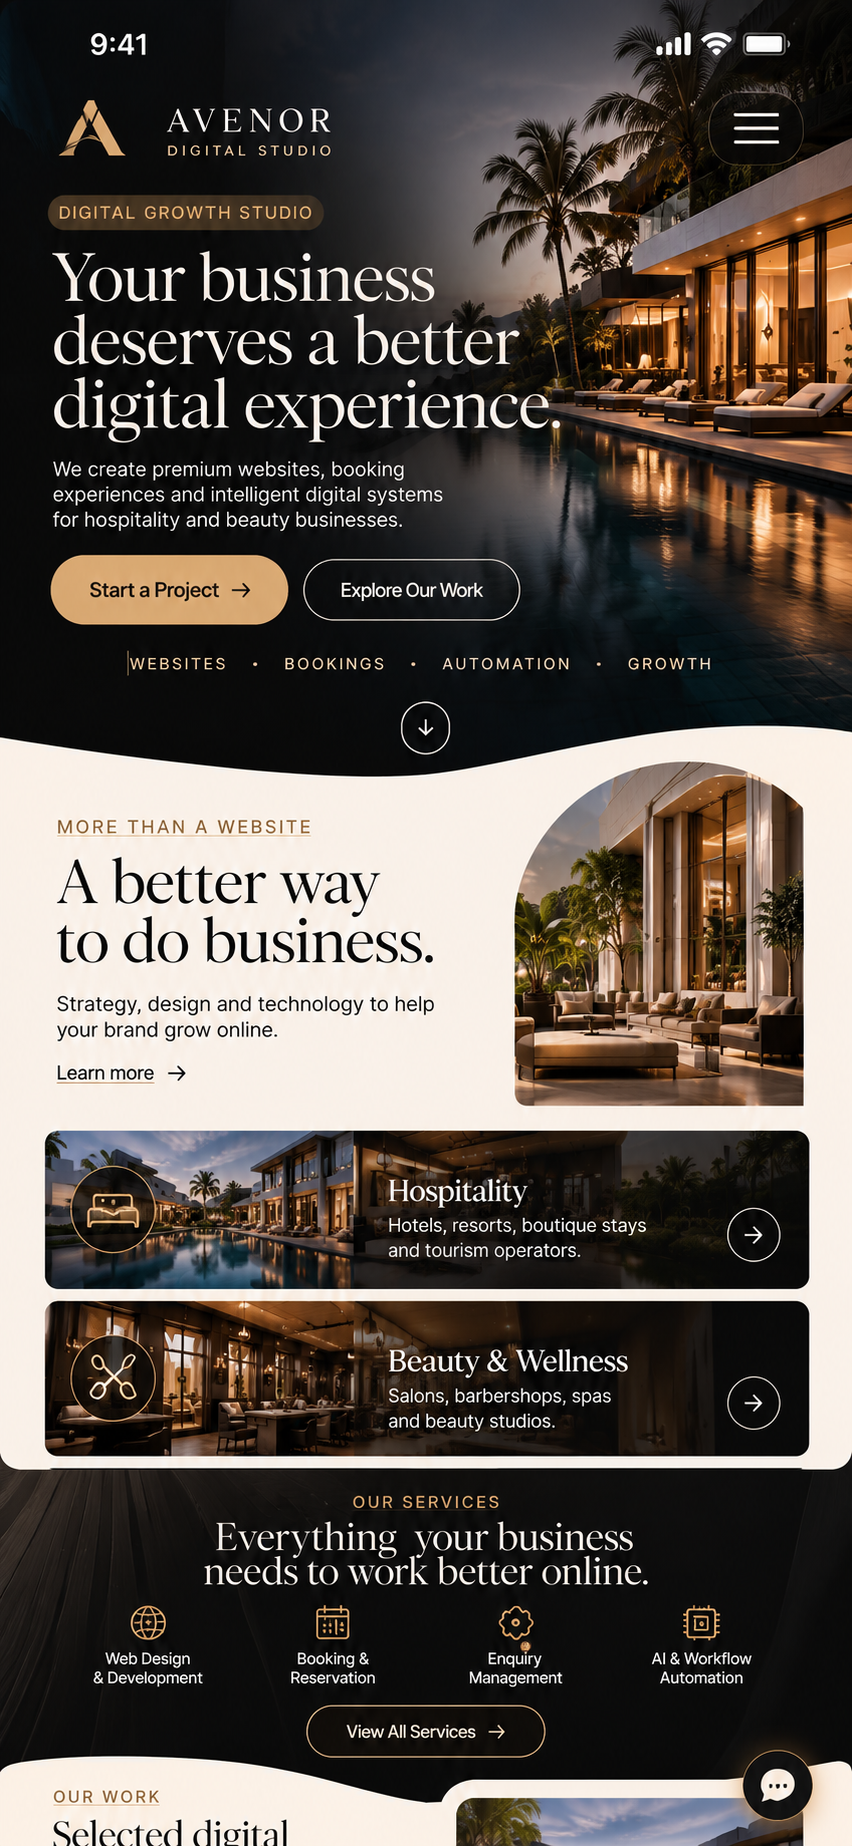 9:41
AVENOR
DIGITAL STUDIO
DIGITAL GROWTH STUDIO
Your business
deserves a better
digital experience.
We create premium websites, booking
experiences and intelligent digital systems
for hospitality and beauty businesses.
Start a Project →
Explore Our Work
WEBSITES • BOOKINGS • AUTOMATION • GROWTH
MORE THAN A WEBSITE
A better way
to do business.
Strategy, design and technology to help
your brand grow online.
Learn more →
Hospitality
Hotels, resorts, boutique stays
and tourism operators.
Beauty & Wellness
Salons, barbershops, spas
and beauty studios.
OUR SERVICES
Everything your business
needs to work better online.
Web Design
& Development
Booking &
Reservation
Enquiry
Management
AI & Workflow
Automation
View All Services →
OUR WORK
Selected digital